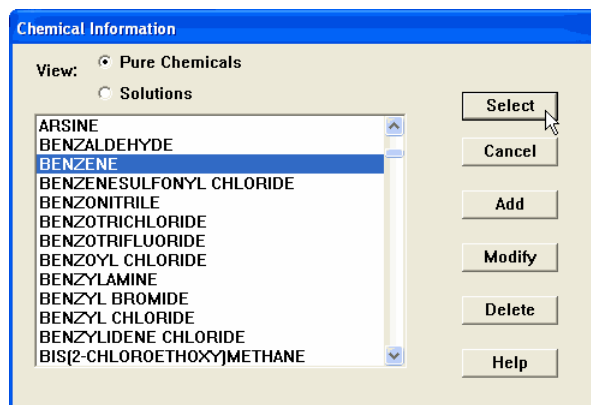 Chemical Information
View:
Pure Chemicals
Solutions
ARSINE
BENZALDEHYDE
BENZENE
BENZENESULFONYL CHLORIDE
BENZONITRILE
BENZOTRICHLORIDE
BENZOTRIFLUORIDE
BENZOYL CHLORIDE
BENZYLAMINE
BENZYL BROMIDE
BENZYL CHLORIDE
BENZYLIDENE CHLORIDE
BIS(2-CHLOROETHOXY)METHANE
Select
Cancel
Add
Modify
Delete
Help